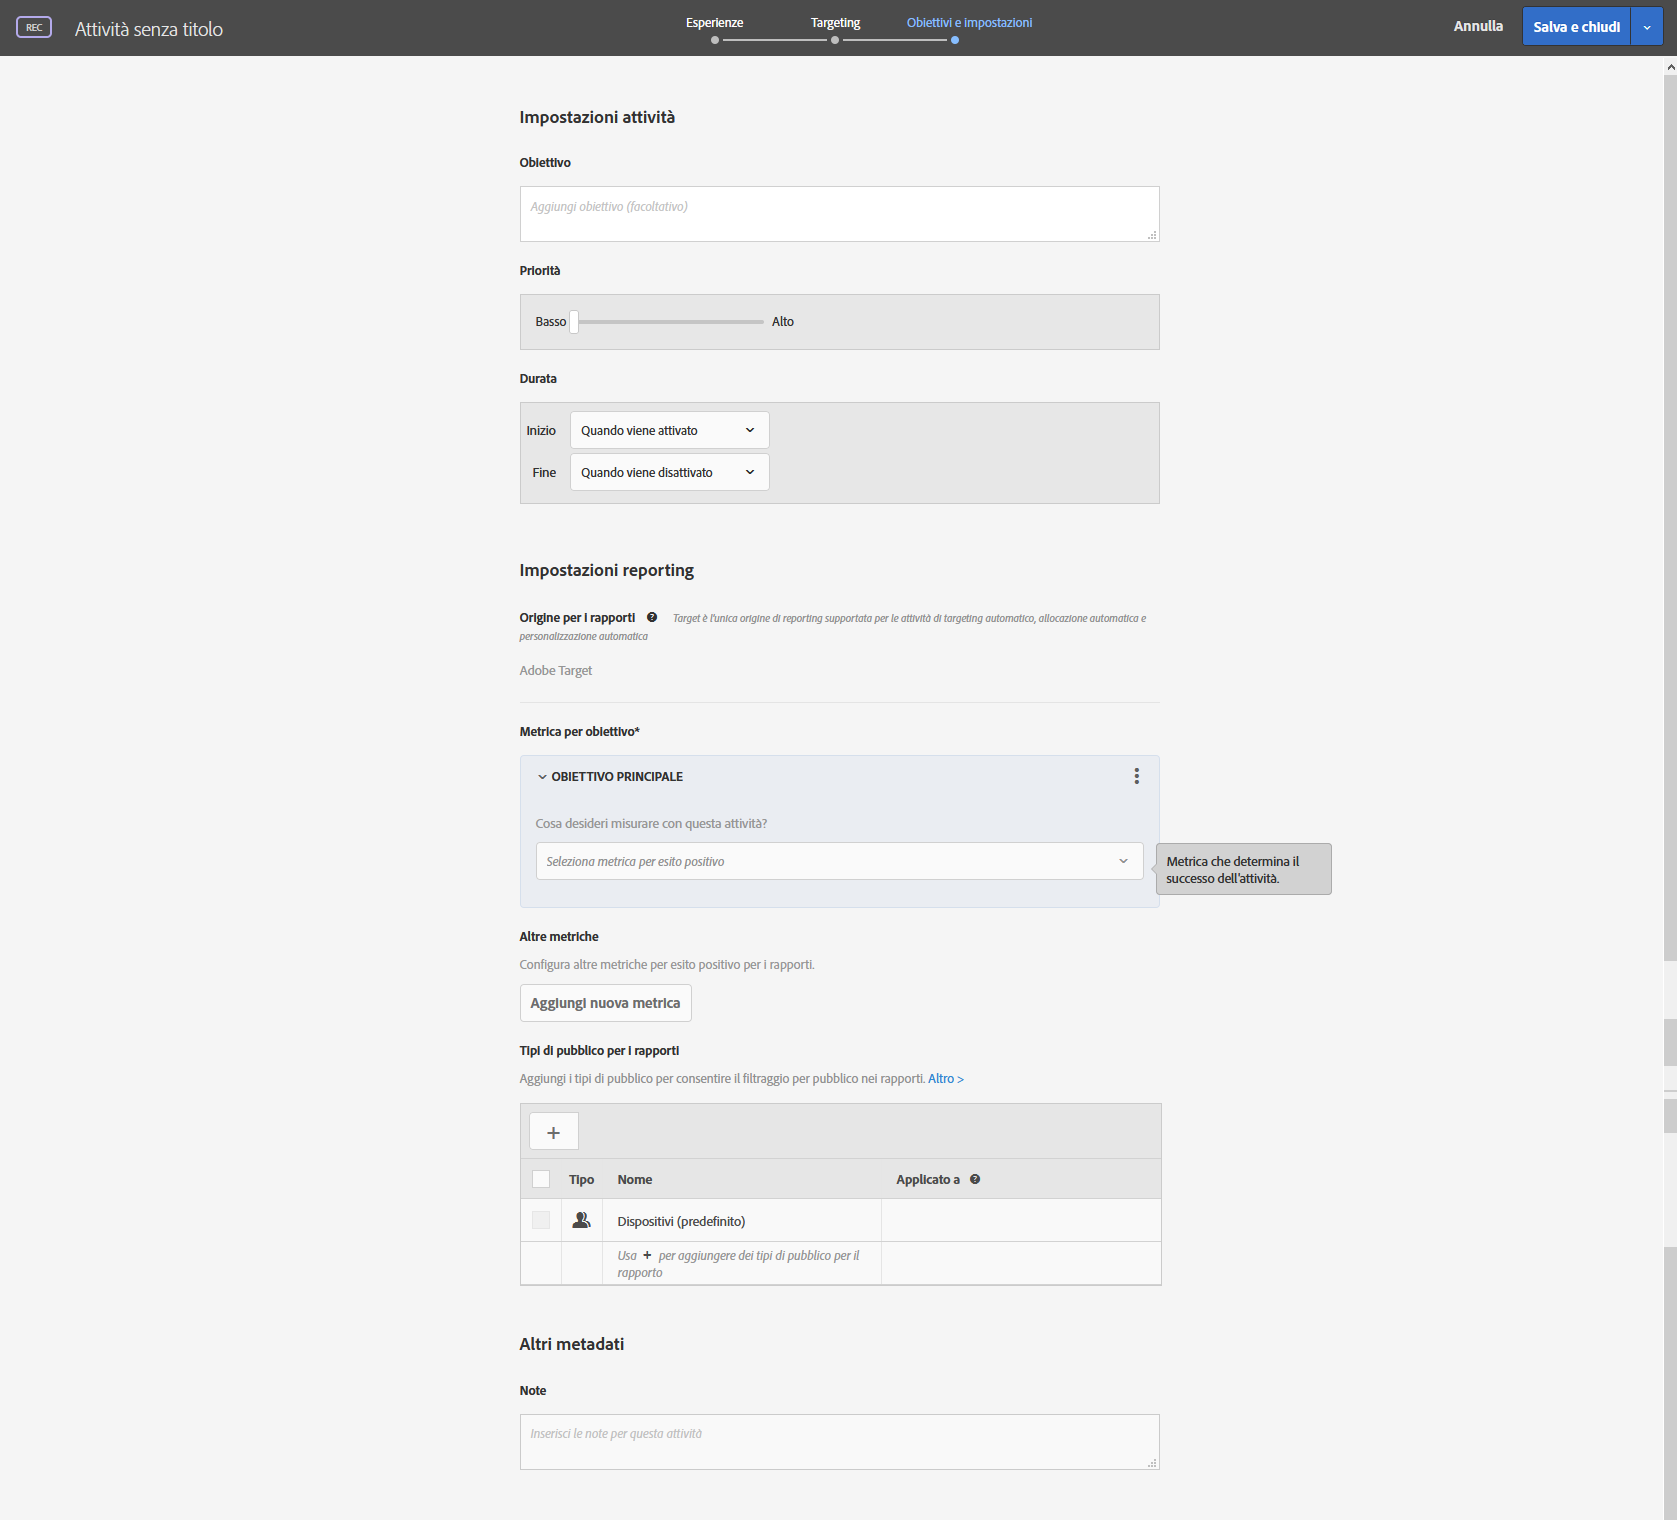 REC
Attività senza titolo
Esperienze
Targeting
Obiettivi e impostazioni
Annulla
Salva e chiudi
Impostazioni attività
Obiettivo
Aggiungi obiettivo (facoltativo)
Priorità
Basso
Alto
Durata
Inizio
Quando viene attivato
Fine
Quando viene disattivato
Impostazioni reporting
Origine per i rapporti
Target è l'unica origine di reporting supportata per le attività di targeting automatico, allocazione automatica e
personalizzazione automatica
Adobe Target
Metrica per obiettivo*
OBIETTIVO PRINCIPALE
Cosa desideri misurare con questa attività?
Seleziona metrica per esito positivo
Metrica che determina il
successo dell'attività.
Altre metriche
Configura altre metriche per esito positivo per i rapporti.
Aggiungi nuova metrica
Tipi di pubblico per i rapporti
Aggiungi i tipi di pubblico per consentire il filtraggio per pubblico nei rapporti. Altro >
+
Tipo
Nome
Applicato a
Dispositivi (predefinito)
Usa + per aggiungere dei tipi di pubblico per il
rapporto
Altri metadati
Note
Inserisci le note per questa attività